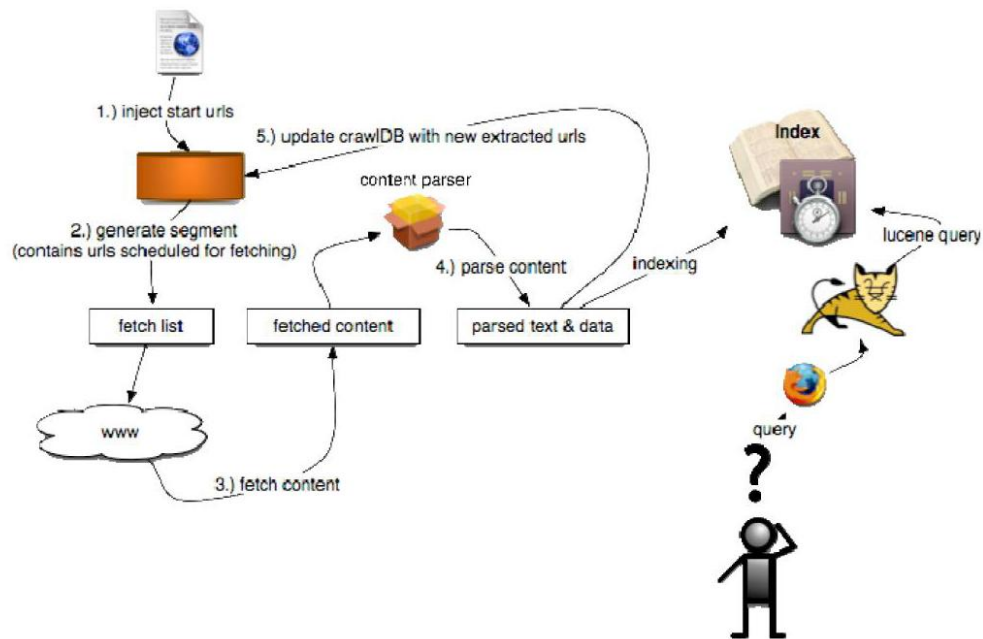 1.) inject start urls
5.) update crawlDB with new extracted urls
Index
content parser
2.) generate segment
(contains urls scheduled for fetching)
4.) parse content
indexing
lucene query
fetch list
fetched content
parsed text & data
www
query
3.) fetch content
?